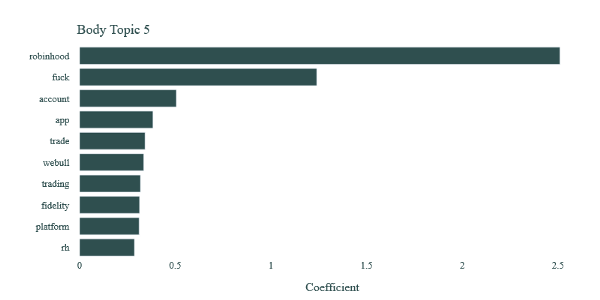 Body Topic 5
robinhood
fuck
account
app
trade
webull
trading
fidelity
platform
rh
0 0.5 1 1.5 2 2.5
Coefficient